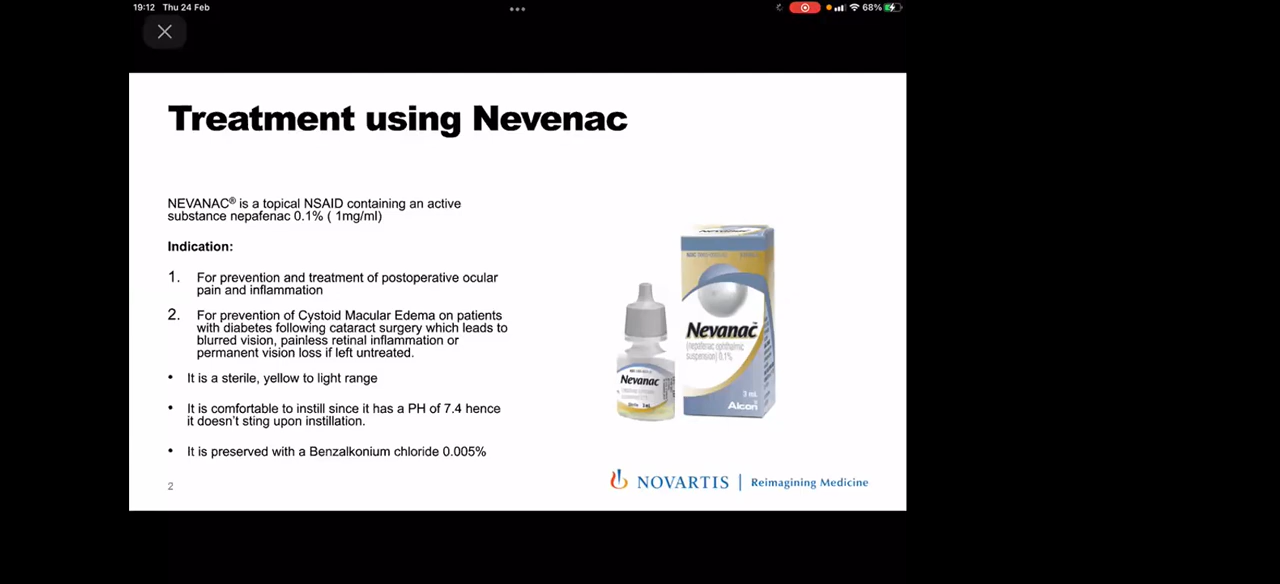 19:12 Thu 24 Feb
68%
Treatment using Nevenac
NEVANAC® is a topical NSAID containing an active
substance nepafenac 0.1% ( 1mg/ml)
Indication:
1. For prevention and treatment of postoperative ocular
pain and inflammation
2. For prevention of Cystoid Macular Edema on patients
with diabetes following cataract surgery which leads to
blurred vision, painless retinal inflammation or
permanent vision loss if left untreated.
• It is a sterile, yellow to light range
• It is comfortable to instill since it has a PH of 7.4 hence
it doesn't sting upon instillation.
• It is preserved with a Benzalkonium chloride 0.005%
Nevanac™
(nepafenac ophthalmic
suspension) 0.1%
3 mL
Alcon
Nevanac
2
NOVARTIS | Reimagining Medicine